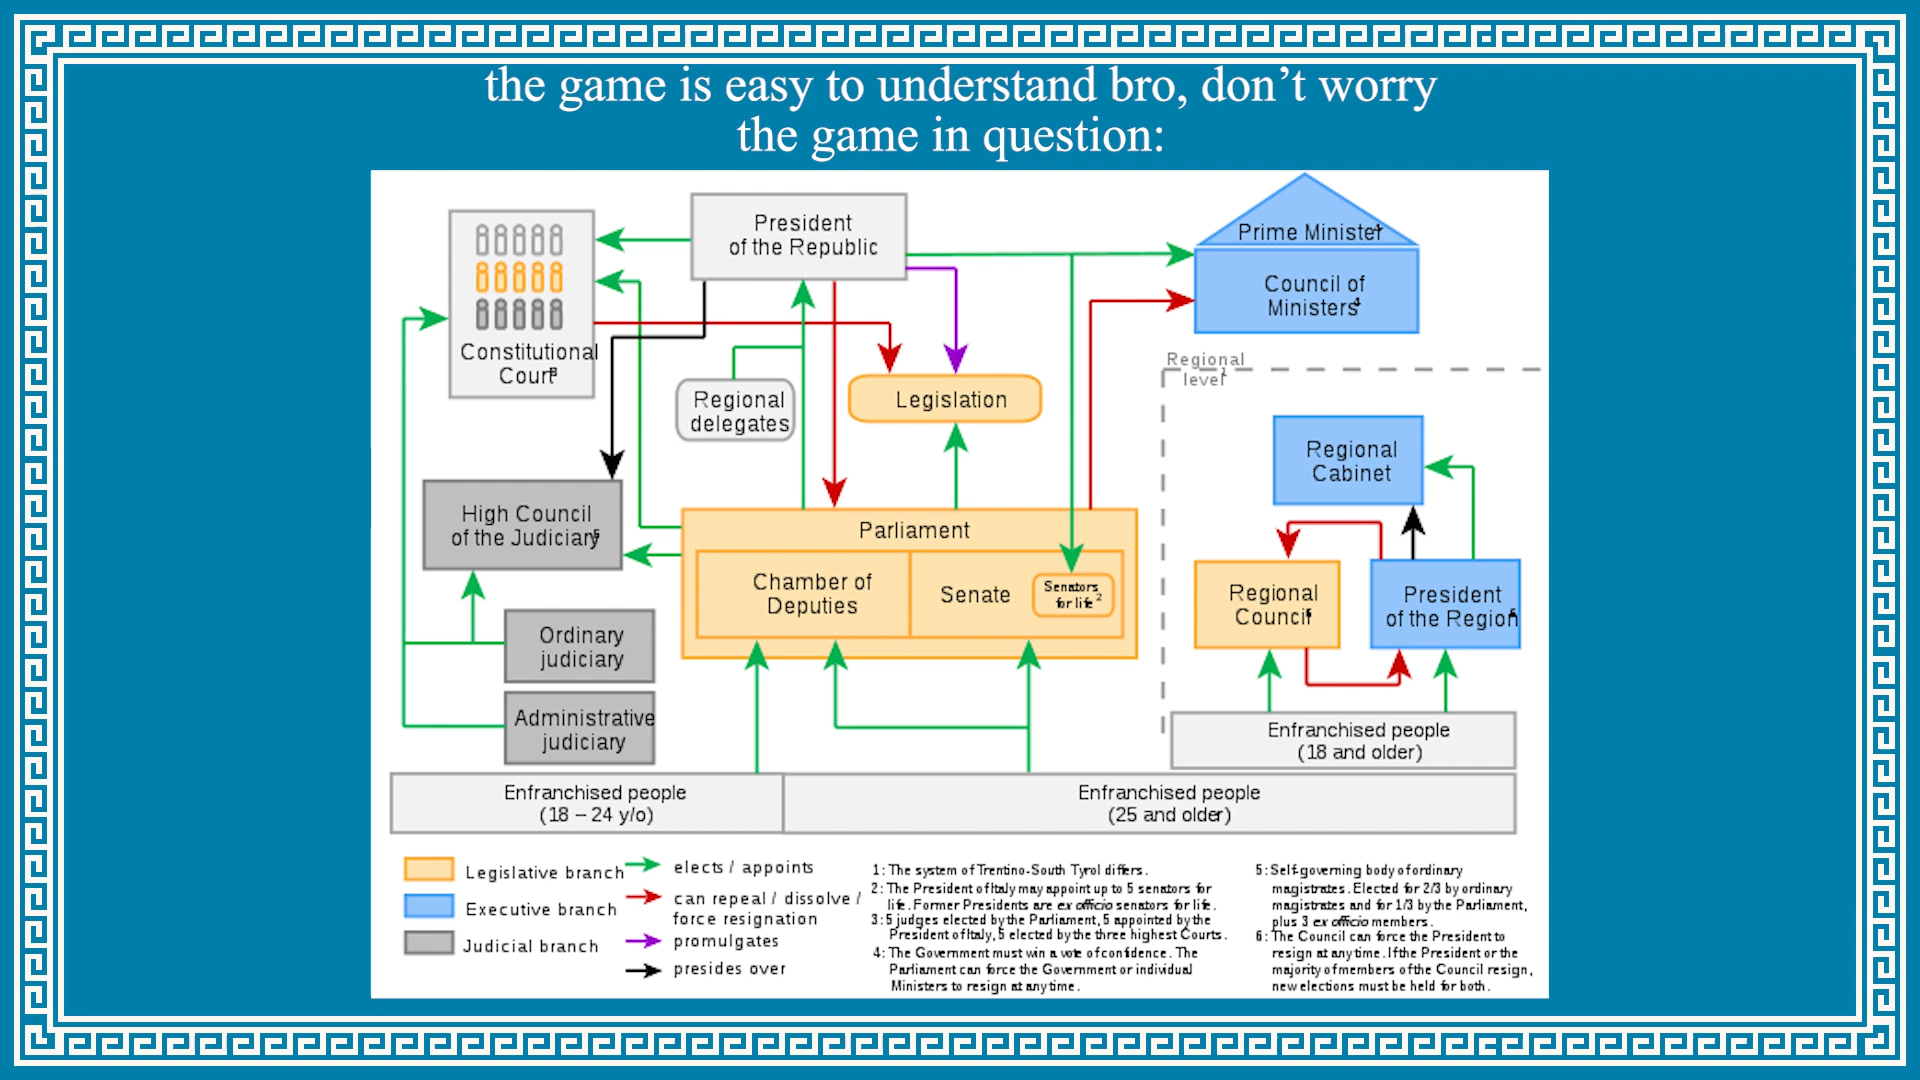 the game is easy to understand bro, don't worry
the game in question:
President
of the Republic
Prime Minister4
Council of
Ministers4
Constitutional
Court3
Regional
level1
Regional
delegates
Legislation
Regional
Cabinet
High Council
of the Judiciary5
Parliament
Chamber of
Deputies
Senate
Senators
for life2
Regional
Council6
President
of the Region6
Ordinary
judiciary
Administrative
judiciary
Enfranchised people
(18 and older)
Enfranchised people
(18 – 24 y/o)
Enfranchised people
(25 and older)
Legislative branch
Executive branch
Judicial branch
elects / appoints
can repeal / dissolve /
force resignation
promulgates
presides over
1: The system of Trentino-South Tyrol differs.
2: The President of Italy may appoint up to 5 senators for
life. Former Presidents are ex officio senators for life.
3: 5 judges elected by the Parliament, 5 appointed by the
President of Italy, 5 elected by the three highest Courts.
4: The Government must win a vote of confidence. The
Parliament can force the Government or individual
Ministers to resign at any time.
5: Self-governing body of ordinary
magistrates. Elected for 2/3 by ordinary
magistrates and for 1/3 by the Parliament,
plus 3 ex officio members.
6: The Council can force the President to
resign at any time. If the President or the
majority of members of the Council resign,
new elections must be held for both.